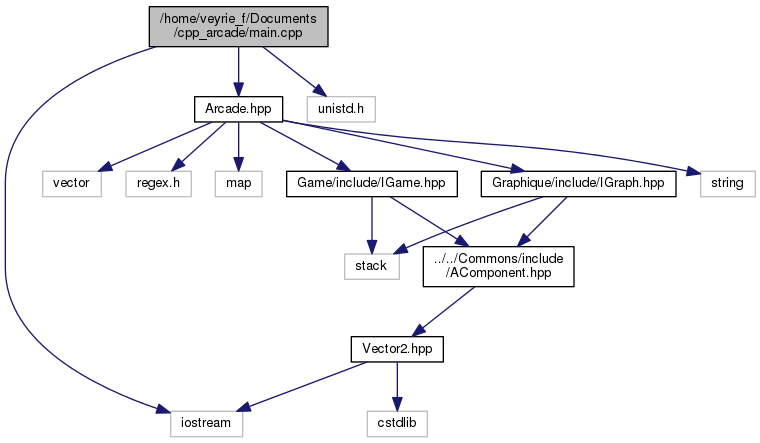 /home/veyrie_f/Documents
/cpp_arcade/main.cpp
Arcade.hpp
unistd.h
vector
regex.h
map
Game/include/IGame.hpp
Graphique/include/IGraph.hpp
string
stack
../../Commons/include
/AComponent.hpp
Vector2.hpp
iostream
cstdlib